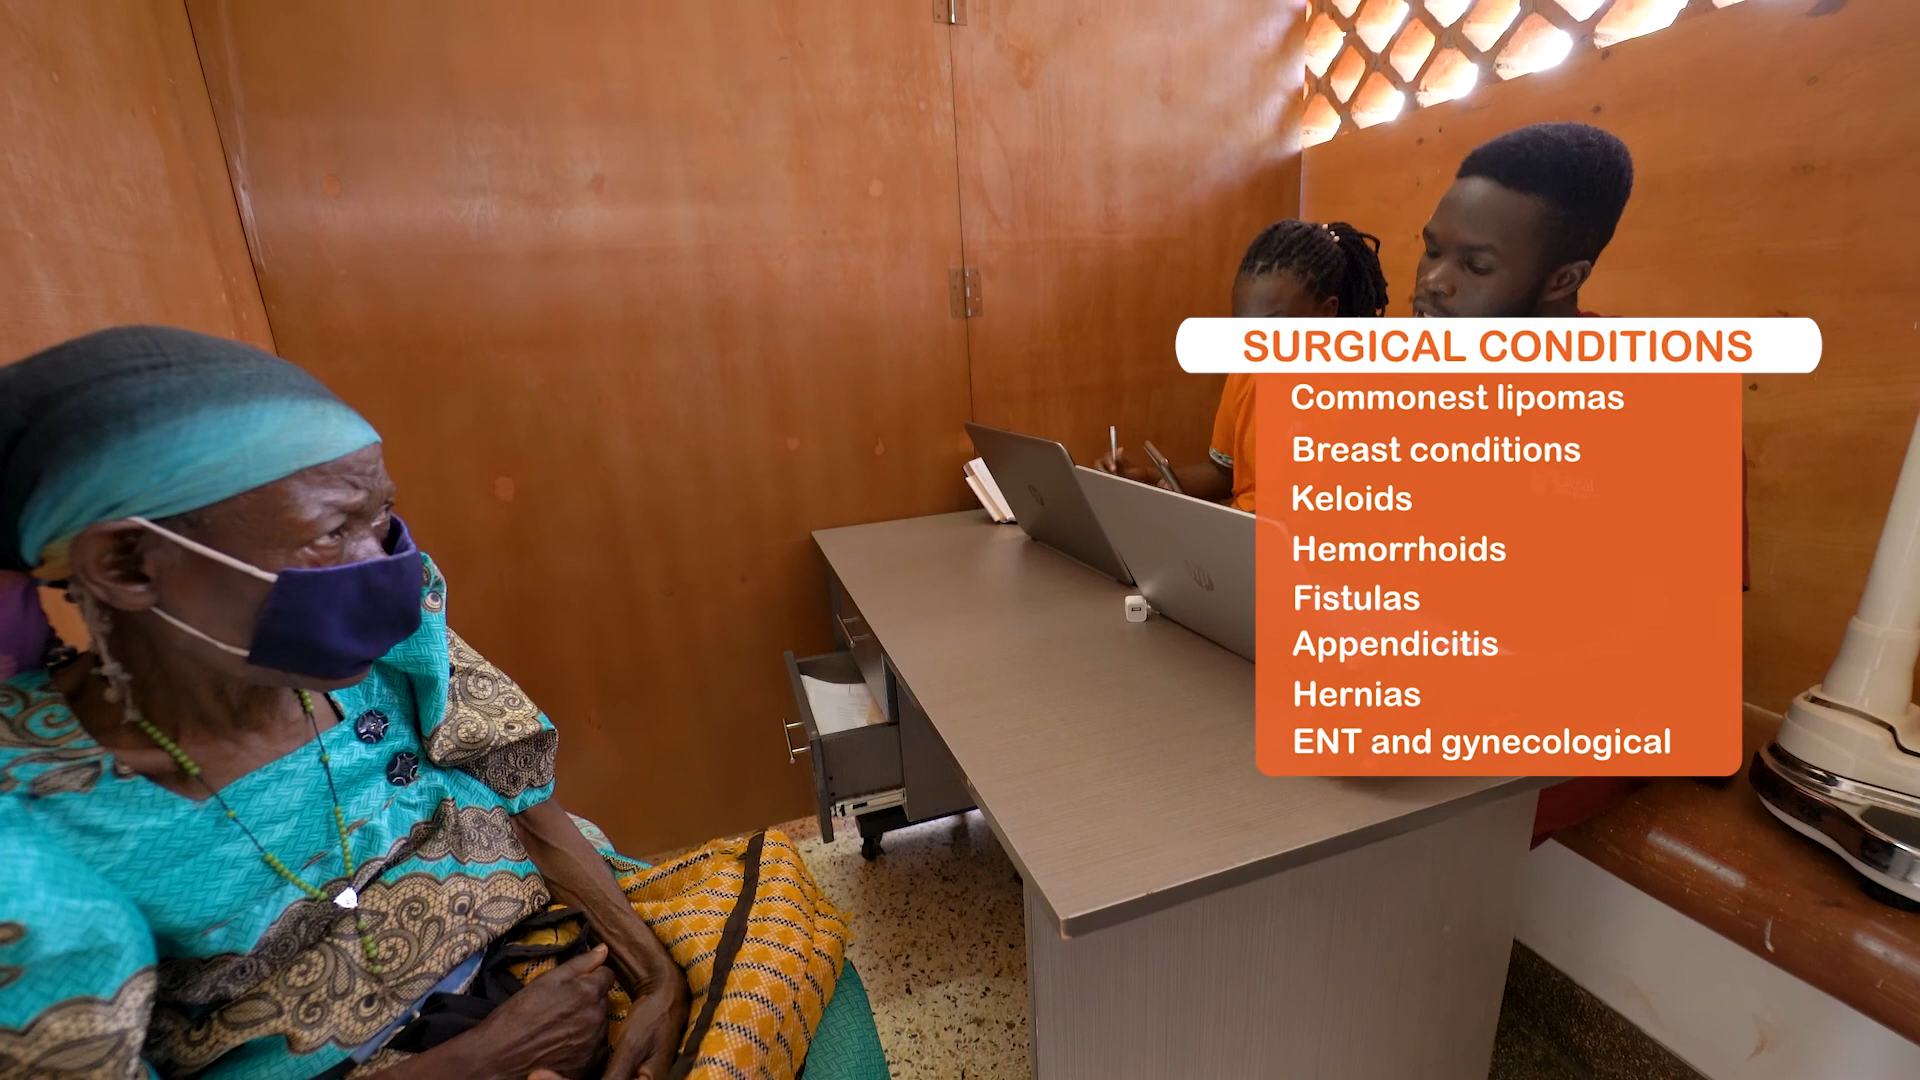 SURGICAL CONDITIONS
Commonest lipomas
Breast conditions
Keloids
Hemorrhoids
Fistulas
Appendicitis
Hernias
ENT and gynecological